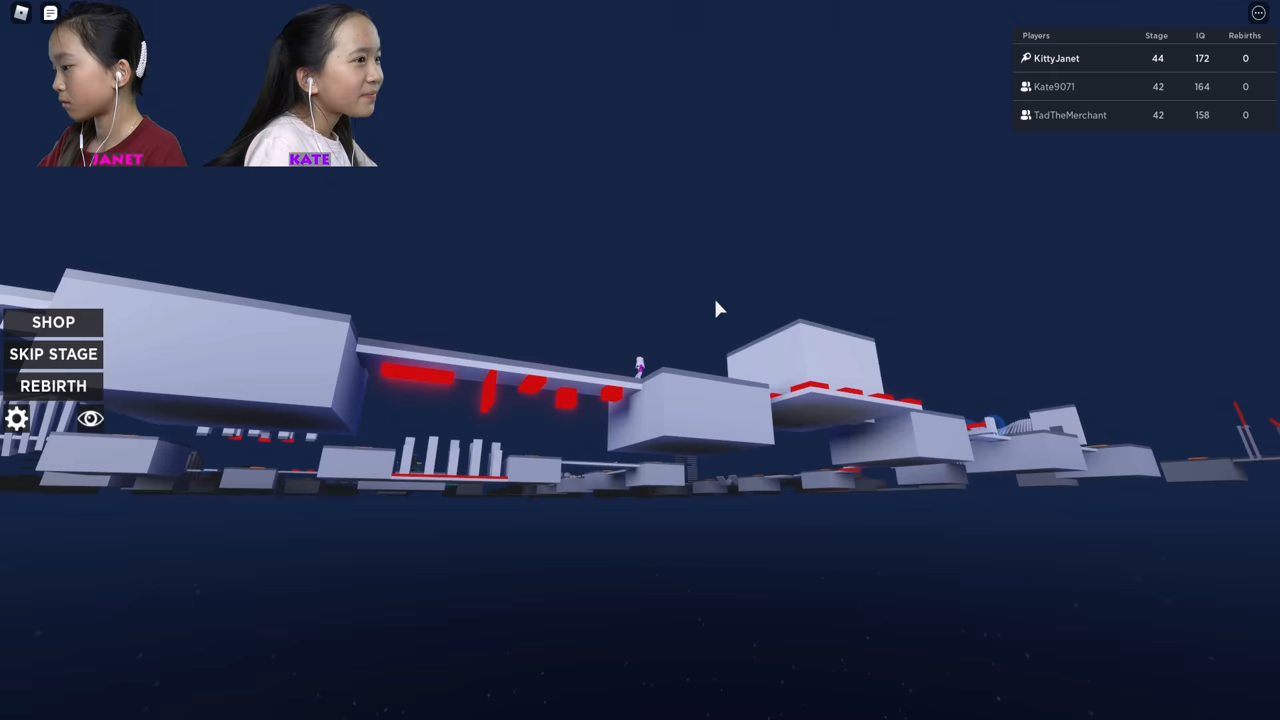 JANET
KATE
Players Stage IQ Rebirths
KittyJanet 44 172 0
Kate9071 42 164 0
TadTheMerchant 42 158 0
SHOP
SKIP STAGE
REBIRTH